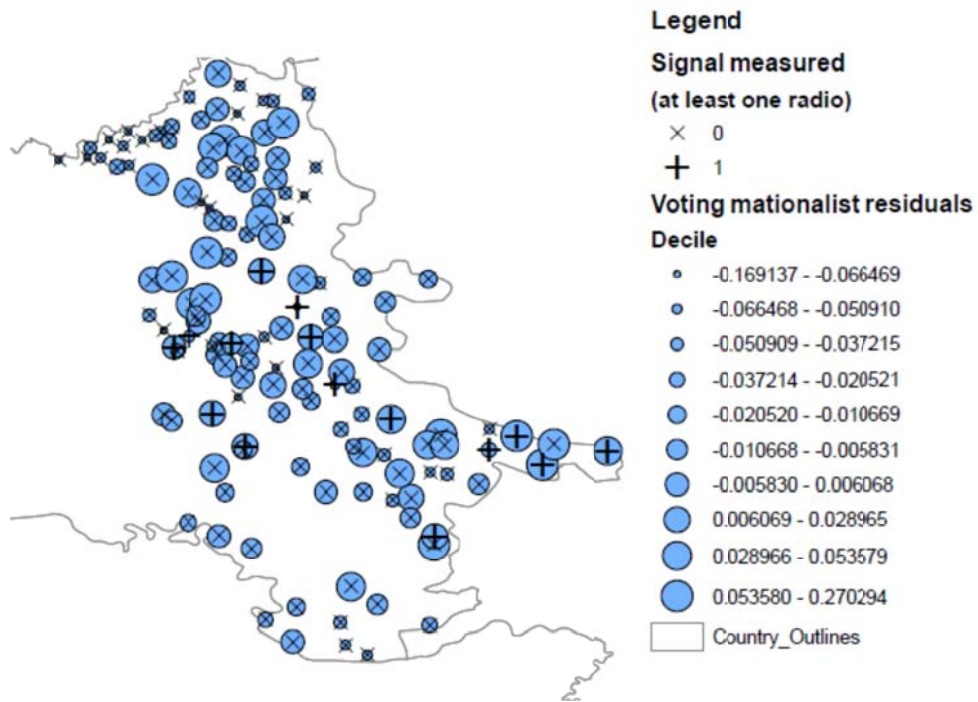 Legend
Signal measured
(at least one radio)
0
1
Voting mationalist residuals
Decile
-0.169137 - -0.066469
-0.066468 - -0.050910
-0.050909 - -0.037215
-0.037214 - -0.020521
-0.020520 - -0.010669
-0.010668 - -0.005831
-0.005830 - 0.006068
0.006069 - 0.028965
0.028966 - 0.053579
0.053580 - 0.270294
Country_Outlines